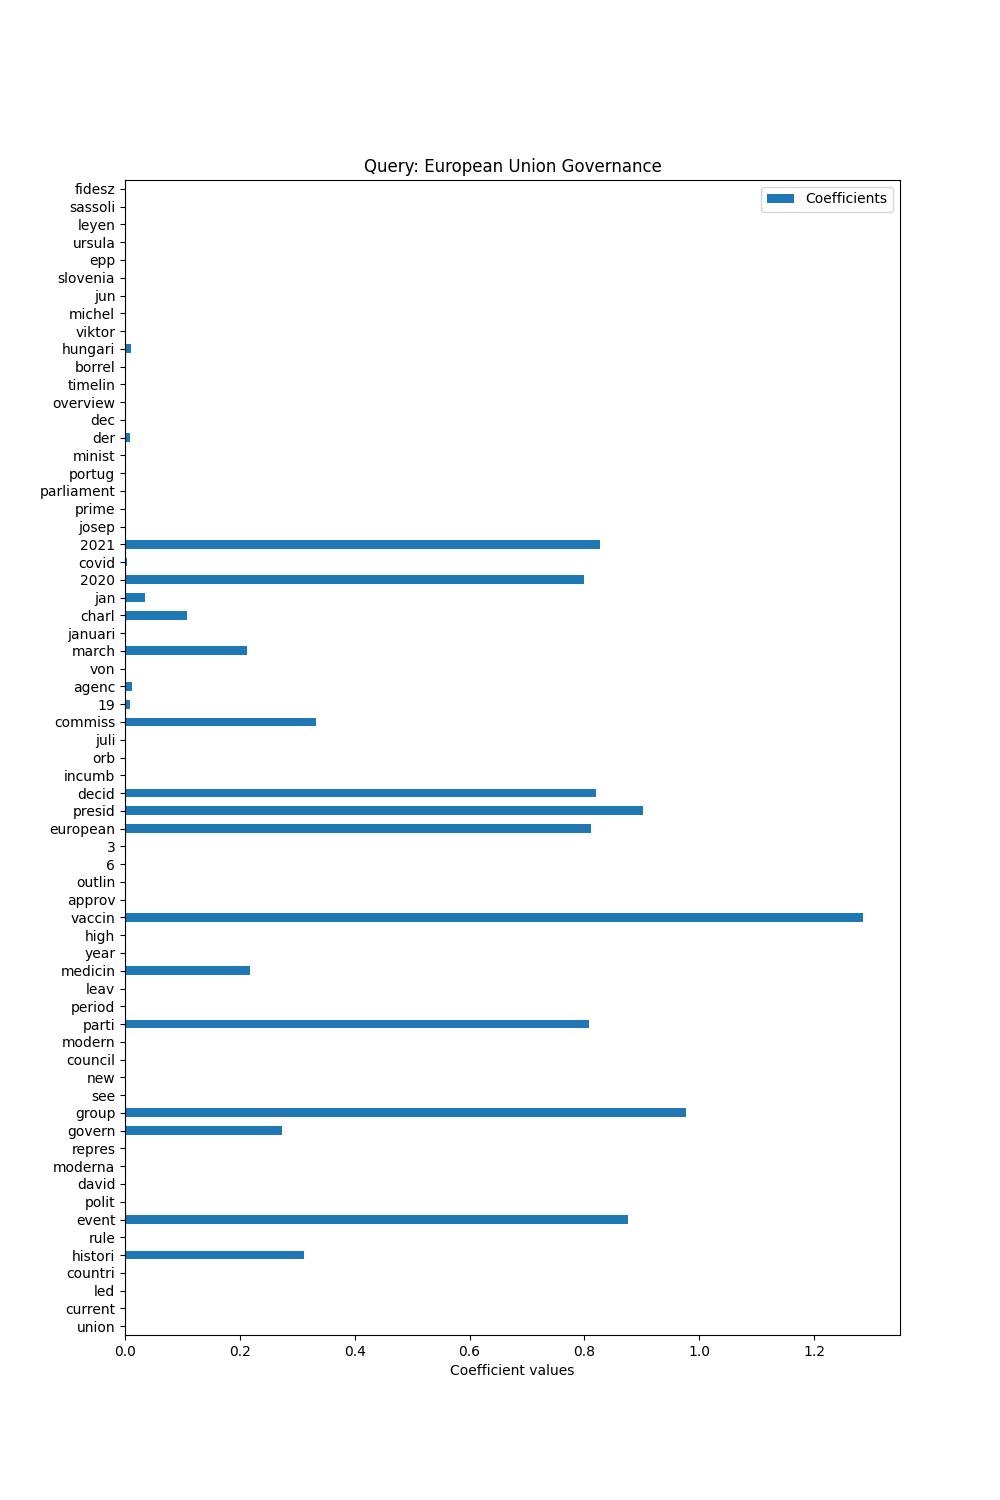 Query: European Union Governance
Coefficients
fidesz
sassoli
leyen
ursula
epp
slovenia
jun
michel
viktor
hungari
borrel
timelin
overview
dec
der
minist
portug
parliament
prime
josep
2021
covid
2020
jan
charl
januari
march
von
agenc
19
commiss
juli
orb
incumb
decid
presid
european
3
6
outlin
approv
vaccin
high
year
medicin
leav
period
parti
modern
council
new
see
group
govern
repres
moderna
david
polit
event
rule
histori
countri
led
current
union
0.0 0.2 0.4 0.6 0.8 1.0 1.2
Coefficient values